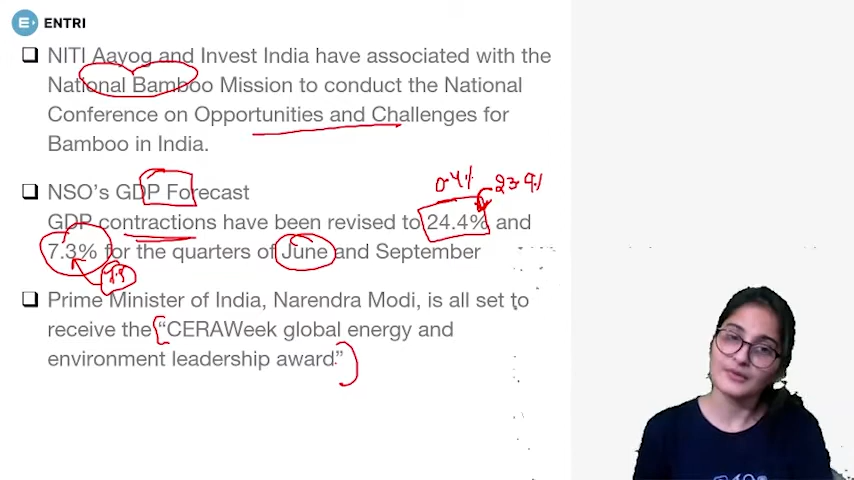 ENTRI
NITI Aayog and Invest India have associated with the
National Bamboo Mission to conduct the National
Conference on Opportunities and Challenges for
Bamboo in India.
NSO's GDP Forecast
0.4% 23.9%
GDP contractions have been revised to 24.4% and
7.3% for the quarters of June and September
Prime Minister of India, Narendra Modi, is all set to
receive the “CERAWeek global energy and
environment leadership award.”